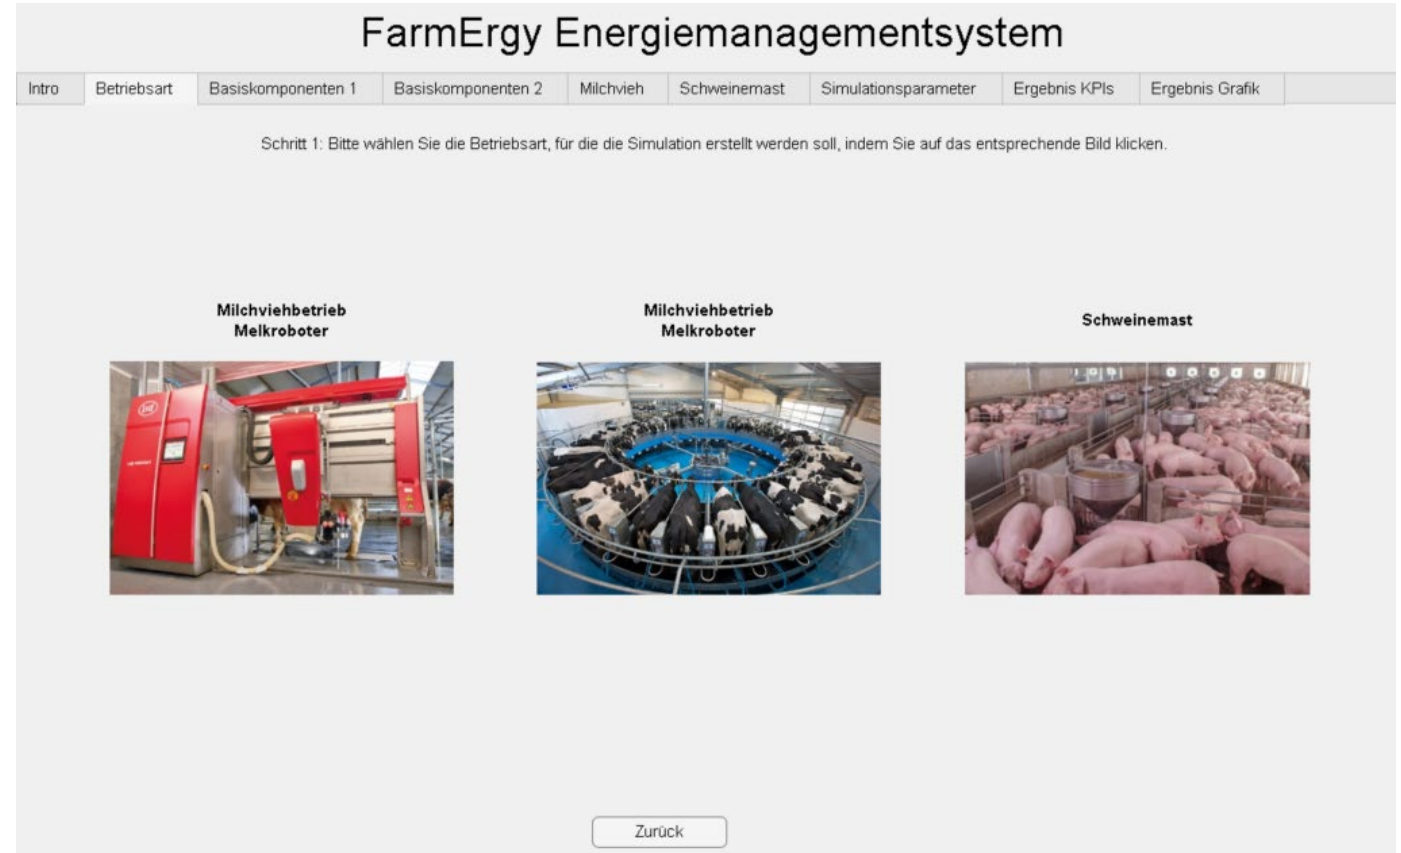 FarmErgy Energiemanagementsystem
Intro Betriebsart Basiskomponenten 1 Basiskomponenten 2 Milchvieh Schweinemast Simulationsparameter Ergebnis KPIs Ergebnis Grafik
Schritt 1: Bitte wählen Sie die Betriebsart, für die die Simulation erstellt werden soll, indem Sie auf das entsprechende Bild klicken.
Milchviehbetrieb
Melkroboter
Milchviehbetrieb
Melkroboter
Schweinemast
Zurück